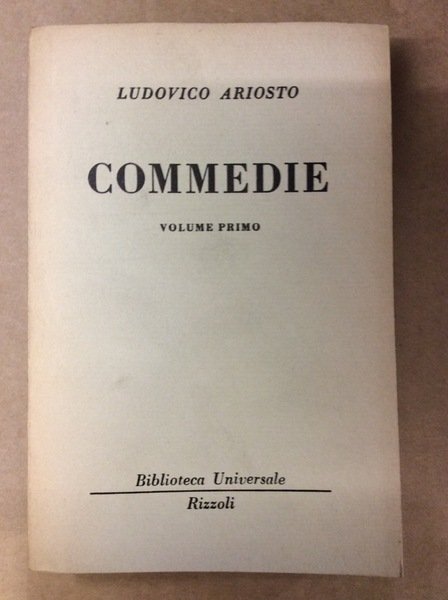 LUDOVICO ARIOSTO
COMMEDIE
VOLUME PRIMO
Biblioteca Universale
Rizzoli